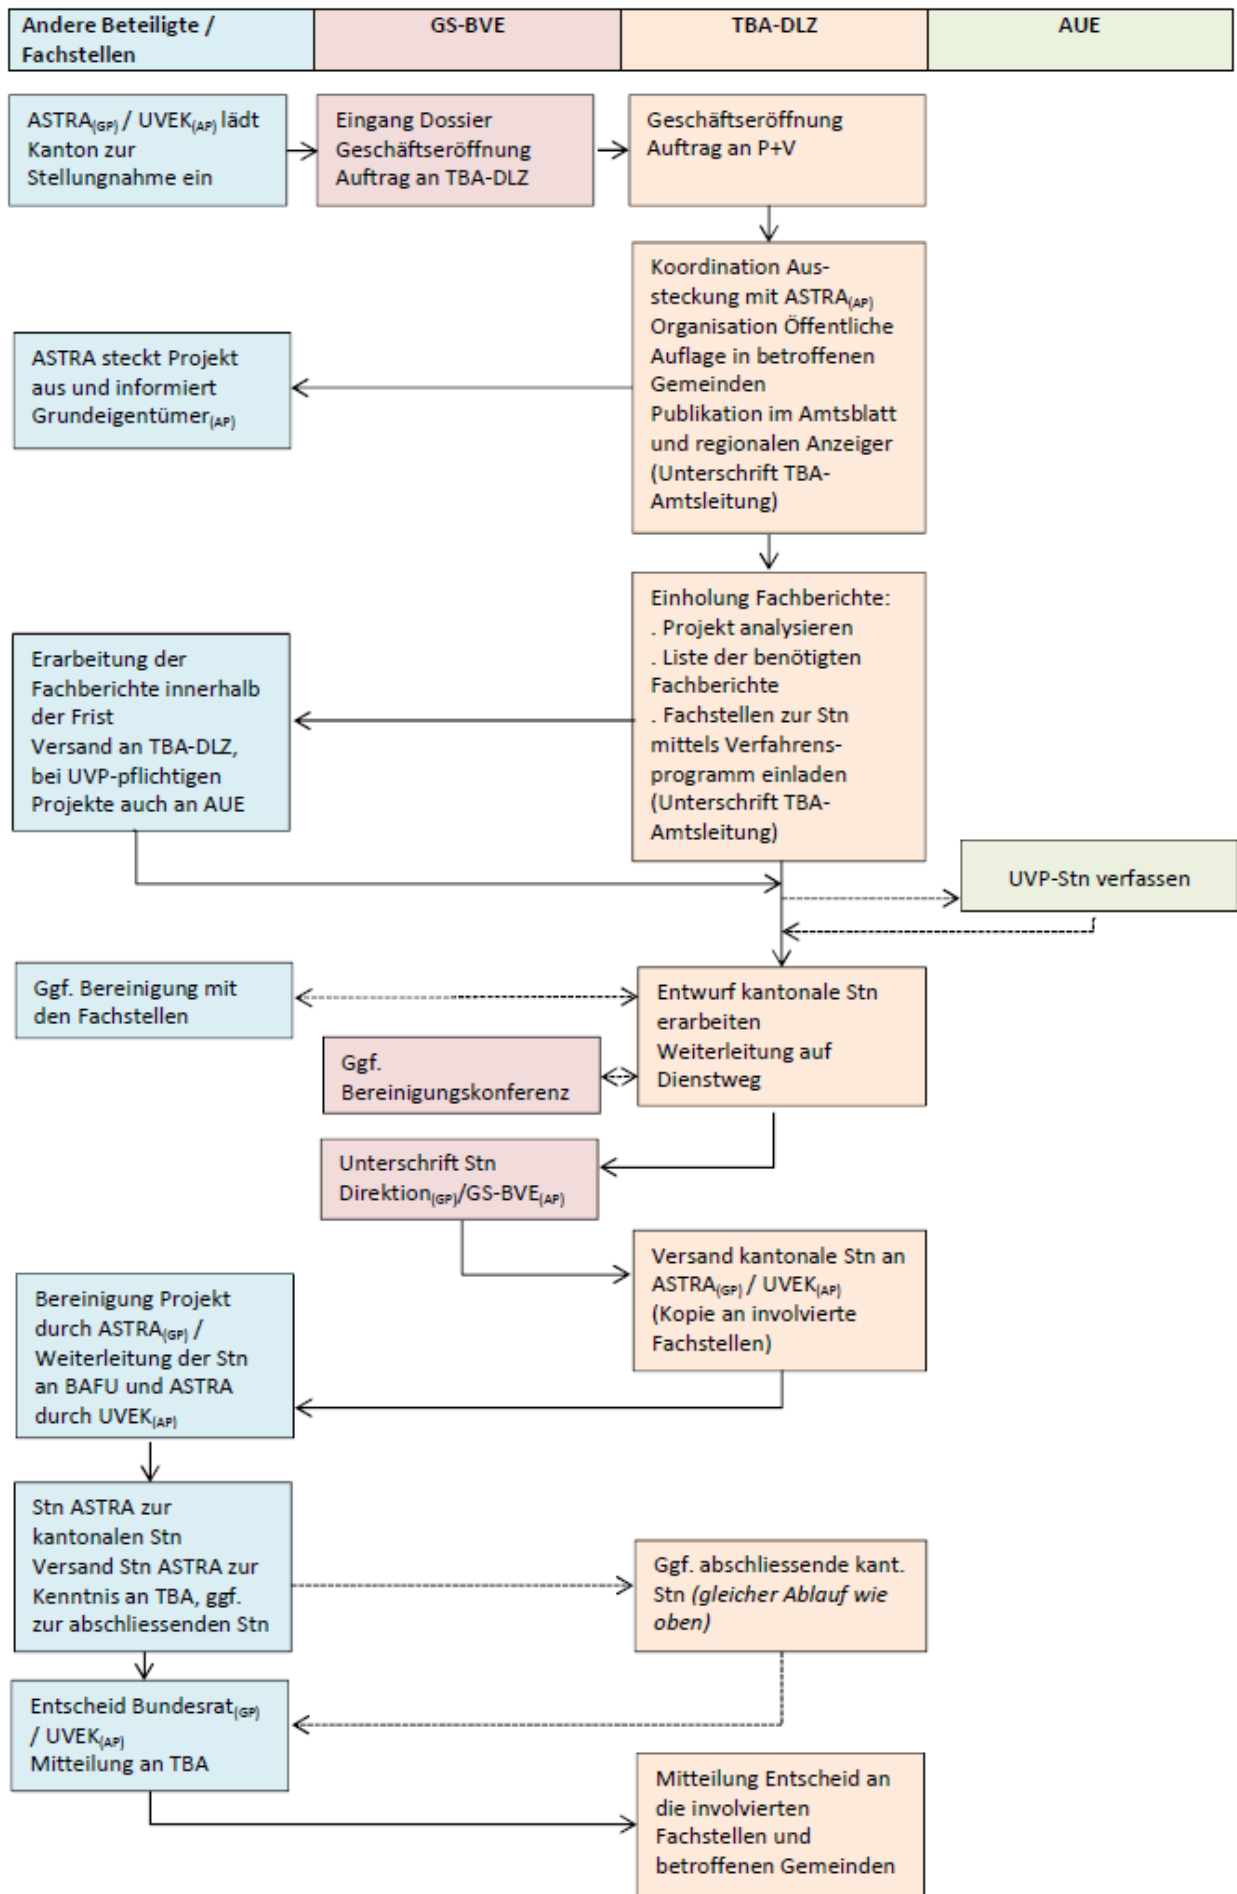 Andere Beteiligte /
Fachstellen
GS-BVE
TBA-DLZ
AUE
ASTRA(GP) / UVEK(AP) lädt
Kanton zur
Stellungnahme ein
Eingang Dossier
Geschäftseröffnung
Auftrag an TBA-DLZ
Geschäftseröffnung
Auftrag an P+V
Koordination Aus-
steckung mit ASTRA(AP)
Organisation Öffentliche
Auflage in betroffenen
Gemeinden
Publikation im Amtsblatt
und regionalen Anzeiger
(Unterschrift TBA-
Amtsleitung)
ASTRA steckt Projekt
aus und informiert
Grundeigentümer(AP)
Einholung Fachberichte:
. Projekt analysieren
. Liste der benötigten
Fachberichte
. Fachstellen zur Stn
mittels Verfahrens-
programm einladen
(Unterschrift TBA-
Amtsleitung)
Erarbeitung der
Fachberichte innerhalb
der Frist
Versand an TBA-DLZ,
bei UVP-pflichtigen
Projekte auch an AUE
UVP-Stn verfassen
Ggf. Bereinigung mit
den Fachstellen
Entwurf kantonale Stn
erarbeiten
Weiterleitung auf
Dienstweg
Ggf.
Bereinigungskonferenz
Unterschrift Stn
Direktion(GP)/GS-BVE(AP)
Versand kantonale Stn an
ASTRA(GP) / UVEK(AP)
(Kopie an involvierte
Fachstellen)
Bereinigung Projekt
durch ASTRA(GP) /
Weiterleitung der Stn
an BAFU und ASTRA
durch UVEK(AP)
Stn ASTRA zur
kantonalen Stn
Versand Stn ASTRA zur
Kenntnis an TBA, ggf.
zur abschliessenden Stn
Ggf. abschliessende kant.
Stn (gleicher Ablauf wie
oben)
Entscheid Bundesrat(GP)
/ UVEK(AP)
Mitteilung an TBA
Mitteilung Entscheid an
die involvierten
Fachstellen und
betroffenen Gemeinden